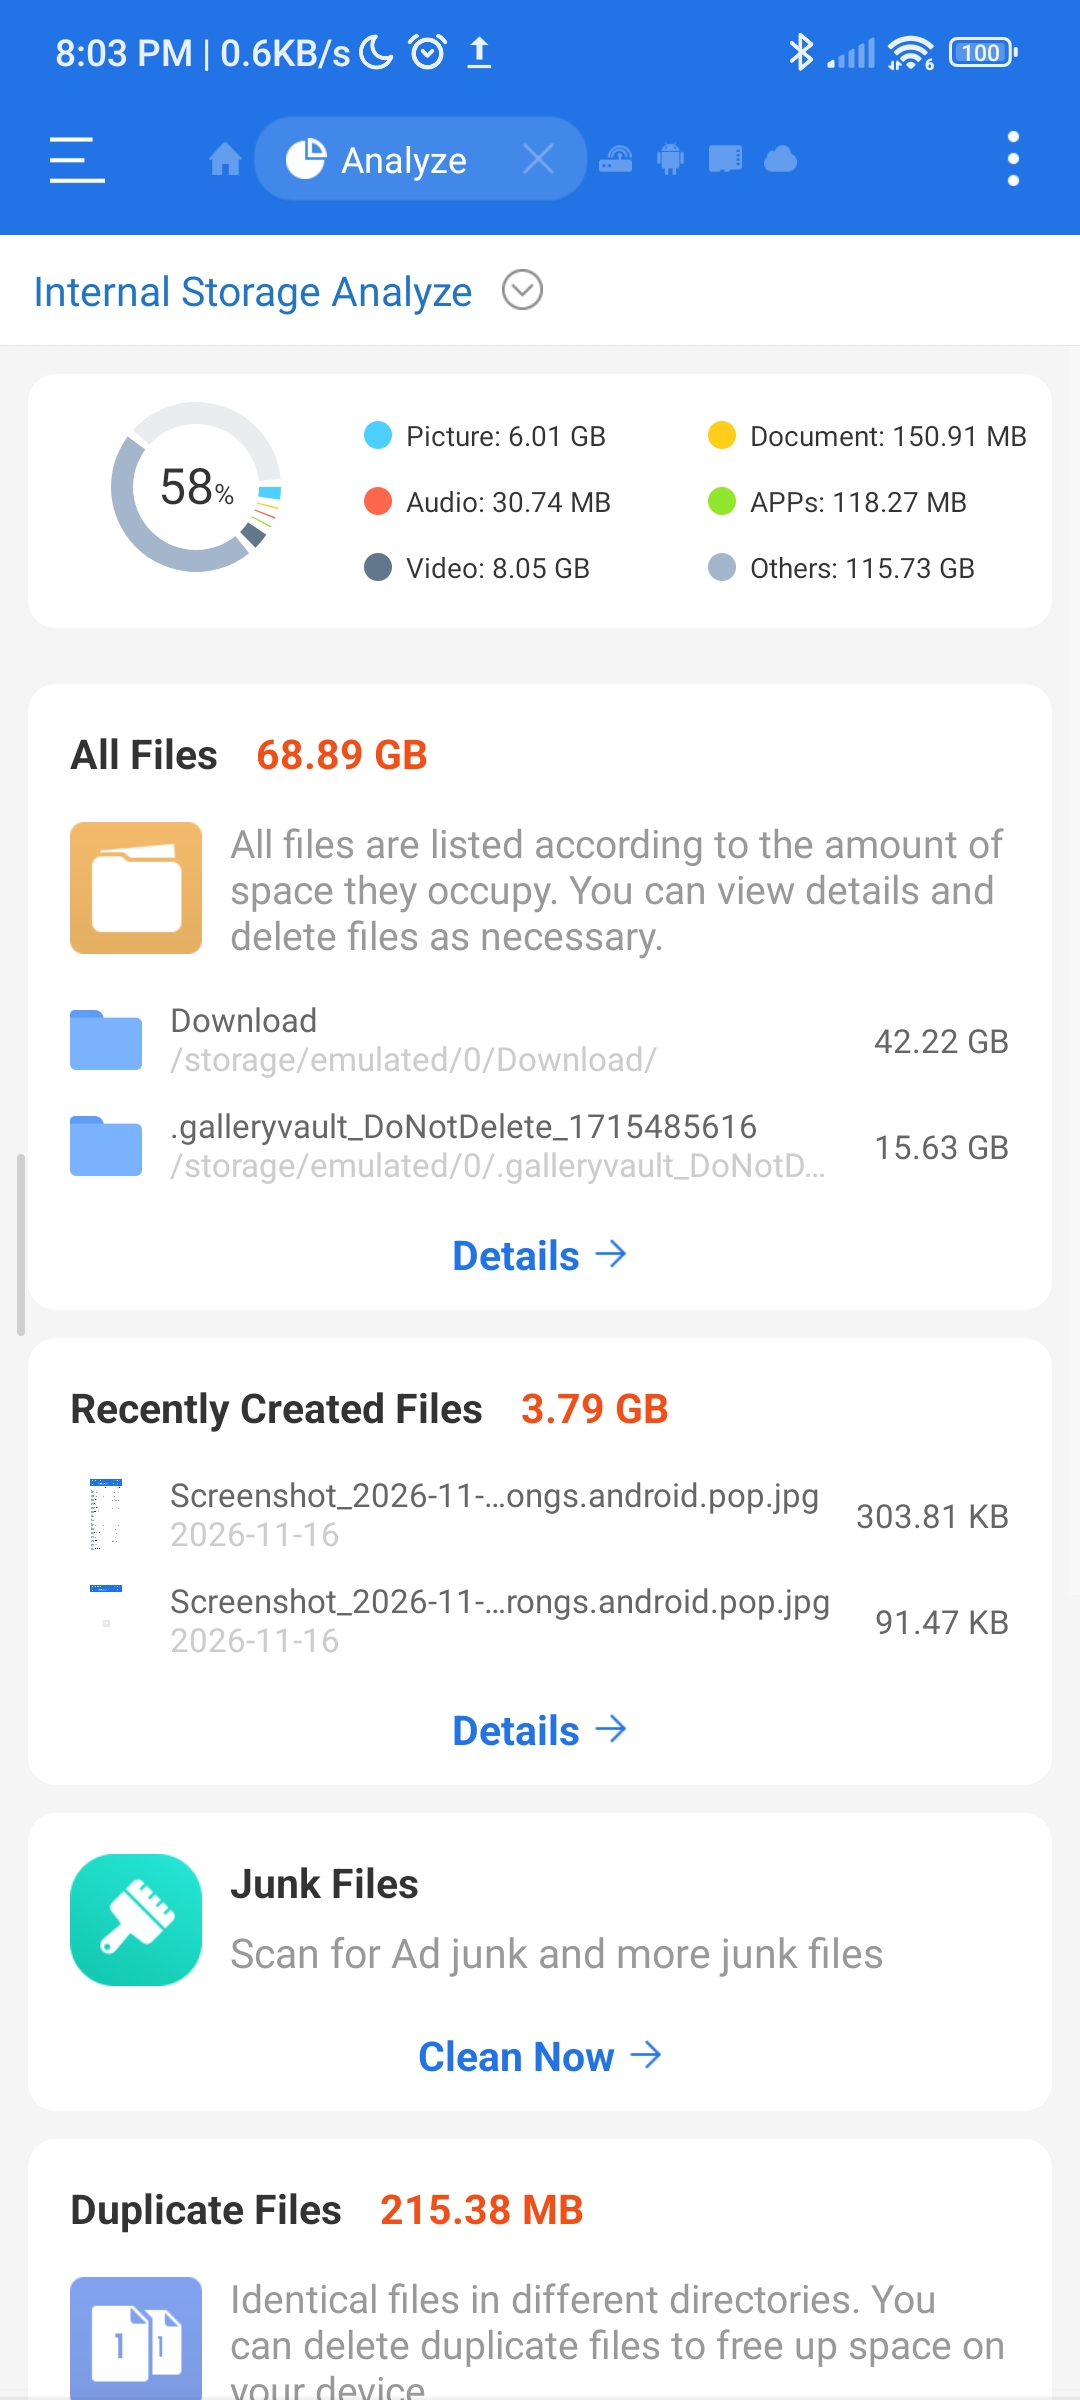 8:03 PM | 0.6KB/s 6 100
Analyze
Internal Storage Analyze
58%
Picture: 6.01 GB
Document: 150.91 MB
Audio: 30.74 MB
APPs: 118.27 MB
Video: 8.05 GB
Others: 115.73 GB
All Files 68.89 GB
All files are listed according to the amount of
space they occupy. You can view details and
delete files as necessary.
Download
/storage/emulated/0/Download/
42.22 GB
.galleryvault_DoNotDelete_1715485616
/storage/emulated/0/.galleryvault_DoNotD...
15.63 GB
Details
Recently Created Files 3.79 GB
Screenshot_2026-11-...ongs.android.pop.jpg
2026-11-16
303.81 KB
Screenshot_2026-11-...rongs.android.pop.jpg
2026-11-16
91.47 KB
Details
Junk Files
Scan for Ad junk and more junk files
Clean Now
Duplicate Files 215.38 MB
1 1
Identical files in different directories. You
can delete duplicate files to free up space on
your device